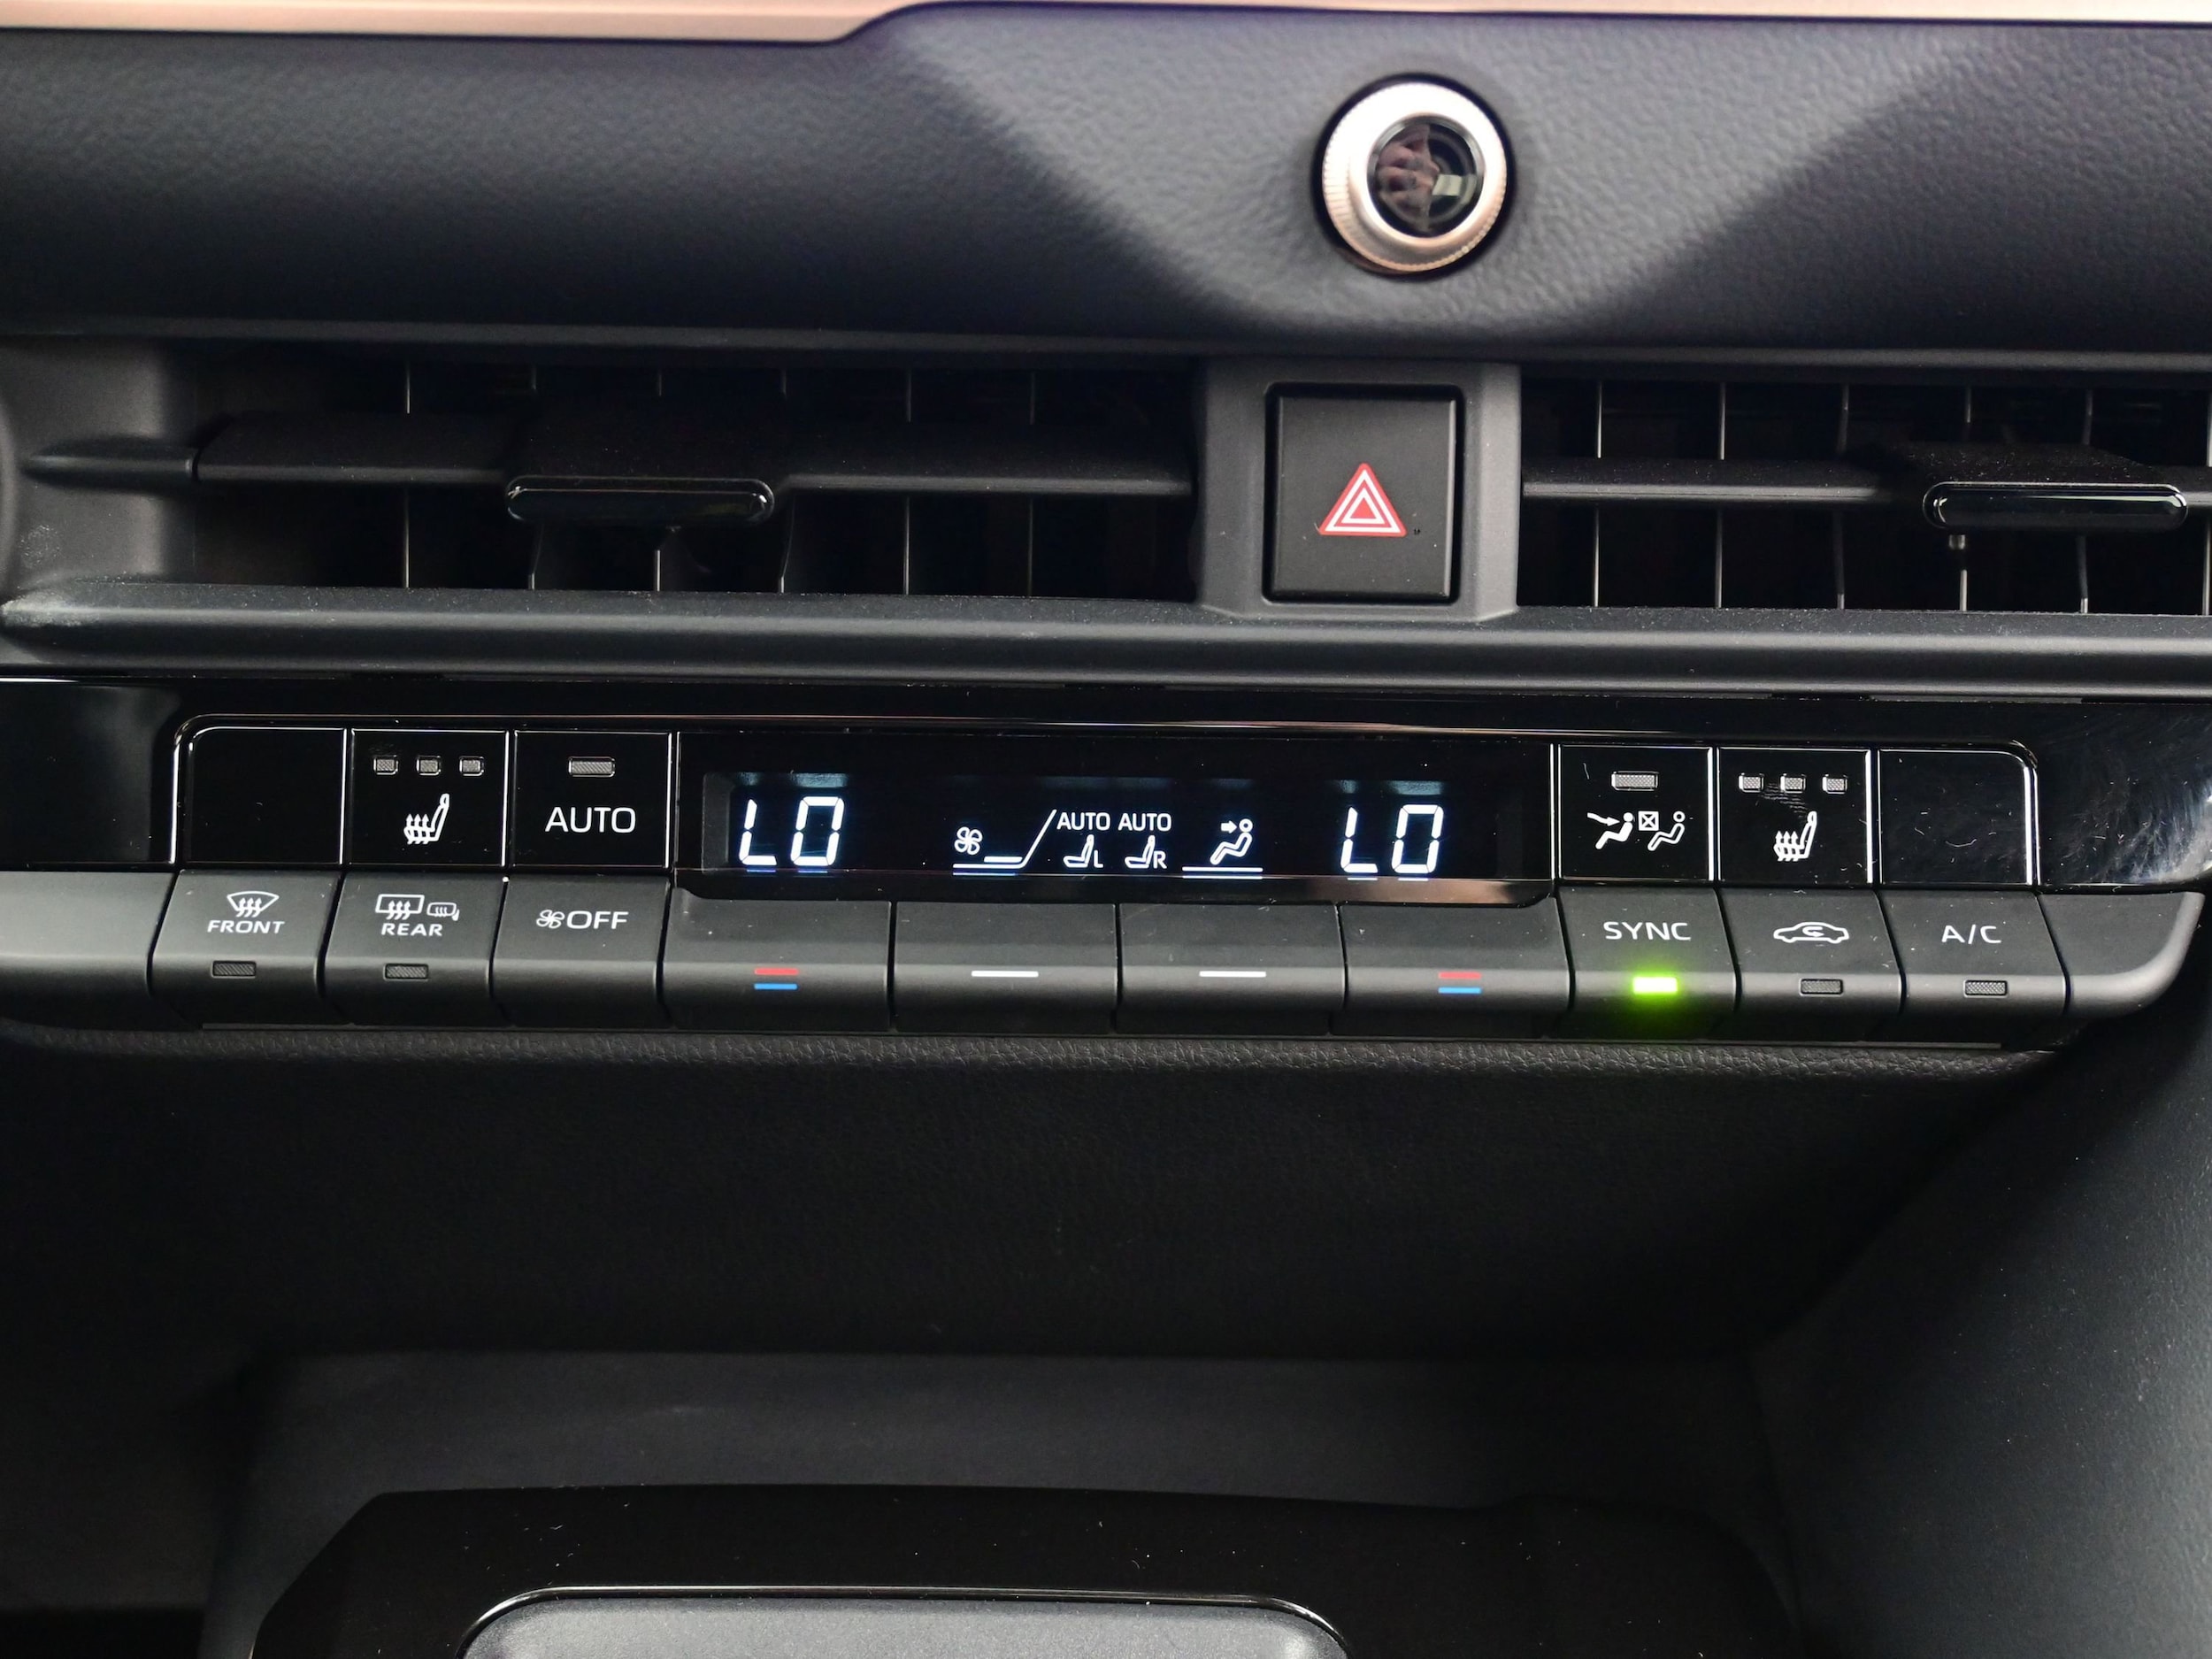 AUTO
LO
AUTO AUTO
L R
LO
FRONT
REAR
OFF
SYNC
A/C